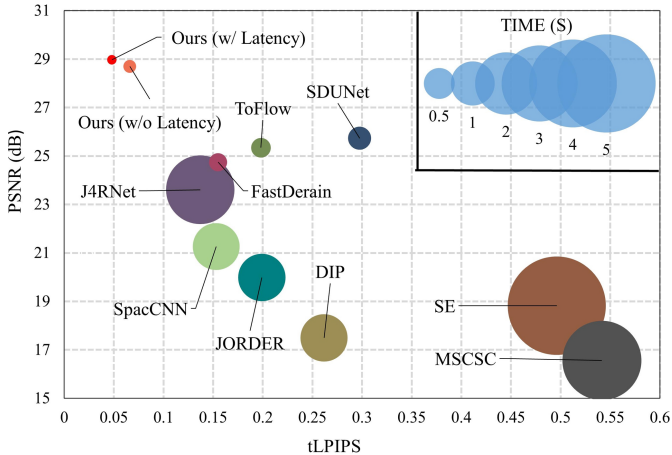 31
29
27
25
23
21
19
17
15
PSNR (dB)
0
0.05
0.1
0.15
0.2
0.25
0.3
0.35
0.4
0.45
0.5
0.55
0.6
tLPIPS
TIME (S)
0.5
1
2
3
4
5
Ours (w/ Latency)
Ours (w/o Latency)
ToFlow
SDUNet
J4RNet
FastDerain
SpacCNN
JORDER
DIP
SE
MSCSC